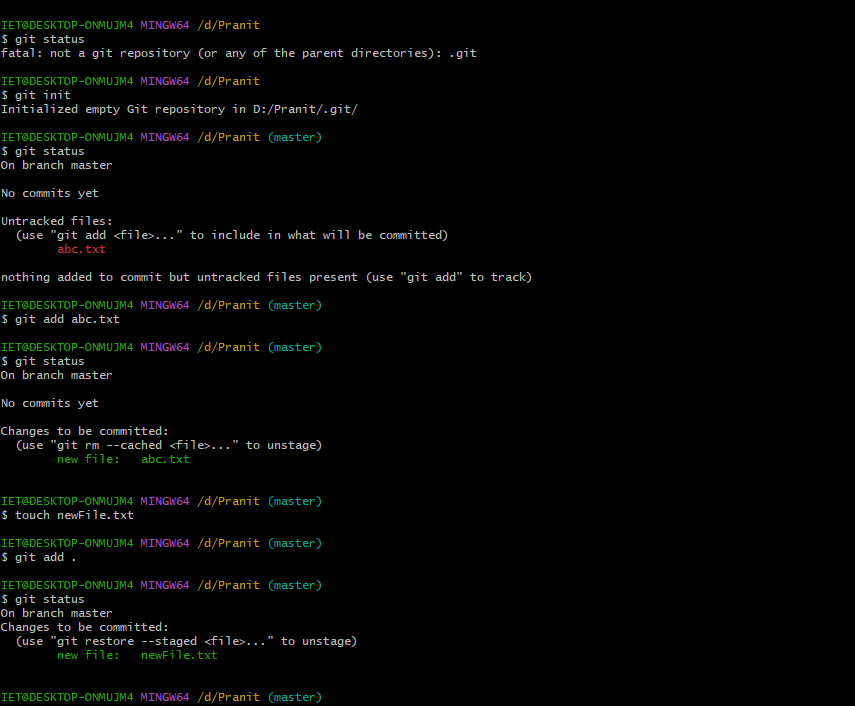 IET@DESKTOP-ONMUJM4 MINGW64 /d/Pranit
$ git status
fatal: not a git repository (or any of the parent directories): .git
IET@DESKTOP-ONMUJM4 MINGW64 /d/Pranit
$ git init
Initialized empty Git repository in D:/Pranit/.git/
IET@DESKTOP-ONMUJM4 MINGW64 /d/Pranit (master)
$ git status
On branch master
No commits yet
Untracked files:
(use "git add <file>..." to include in what will be committed)
abc.txt
nothing added to commit but untracked files present (use "git add" to track)
IET@DESKTOP-ONMUJM4 MINGW64 /d/Pranit (master)
$ git add abc.txt
IET@DESKTOP-ONMUJM4 MINGW64 /d/Pranit (master)
$ git status
On branch master
No commits yet
Changes to be committed:
(use "git rm --cached <file>..." to unstage)
new file:   abc.txt
IET@DESKTOP-ONMUJM4 MINGW64 /d/Pranit (master)
$ touch newFile.txt
IET@DESKTOP-ONMUJM4 MINGW64 /d/Pranit (master)
$ git add .
IET@DESKTOP-ONMUJM4 MINGW64 /d/Pranit (master)
$ git status
On branch master
Changes to be committed:
(use "git restore --staged <file>..." to unstage)
new file:   newFile.txt
IET@DESKTOP-ONMUJM4 MINGW64 /d/Pranit (master)